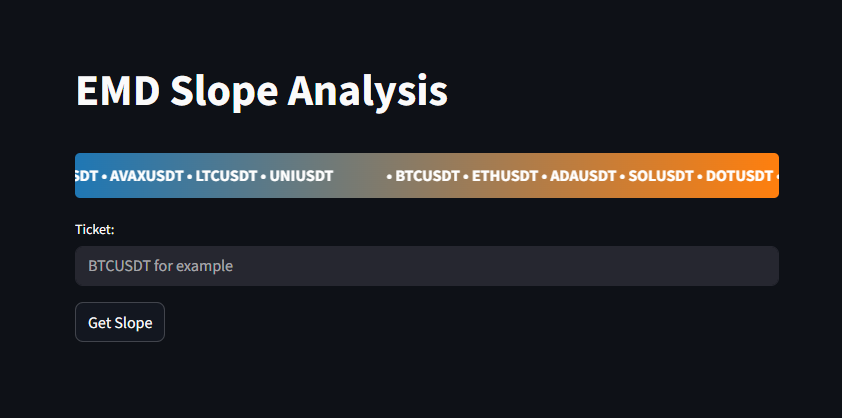 EMD Slope Analysis
SDT • AVAXUSDT • LTCUSDT • UNIUSDT • BTCUSDT • ETHUSDT • ADAUSDT • SOLUSDT • DOTUSDT •
Ticket:
BTCUSDT for example
Get Slope